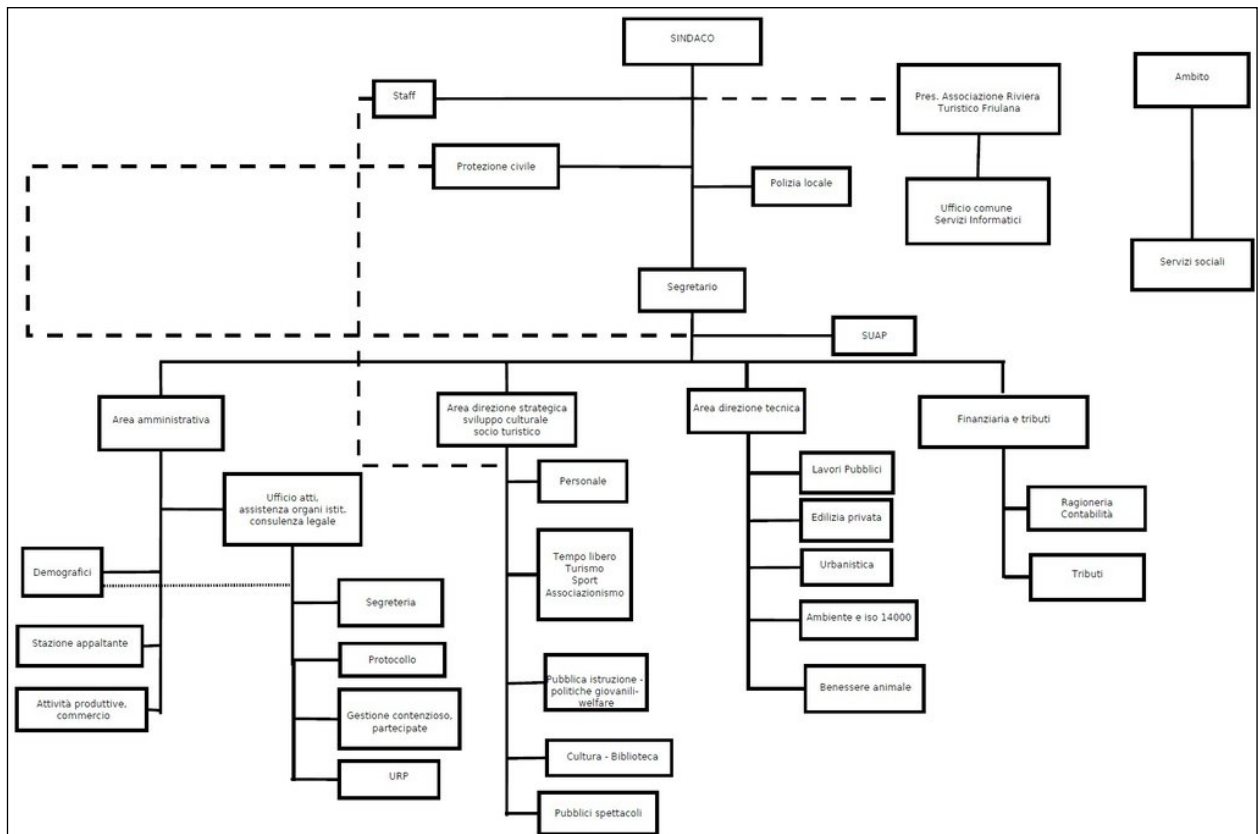 SINDACO
Staff
Pres. Associazione Riviera
Turistico Friulana
Ambito
Protezione civile
Polizia locale
Ufficio comune
Servizi Informatici
Servizi sociali
Segretario
SUAP
Area amministrativa
Area direzione strategica
sviluppo culturale
socio turistico
Area direzione tecnica
Finanziaria e tributi
Ufficio atti,
assistenza organi istit.
consulenza legale
Demografici
Stazione appaltante
Attività produttive,
commercio
Segreteria
Protocollo
Gestione contenzioso,
partecipate
URP
Personale
Tempo libero
Turismo
Sport
Associazionismo
Pubblica istruzione -
politiche giovanili-
welfare
Cultura - Biblioteca
Pubblici spettacoli
Lavori Pubblici
Edilizia privata
Urbanistica
Ambiente e iso 14000
Benessere animale
Ragioneria
Contabilità
Tributi